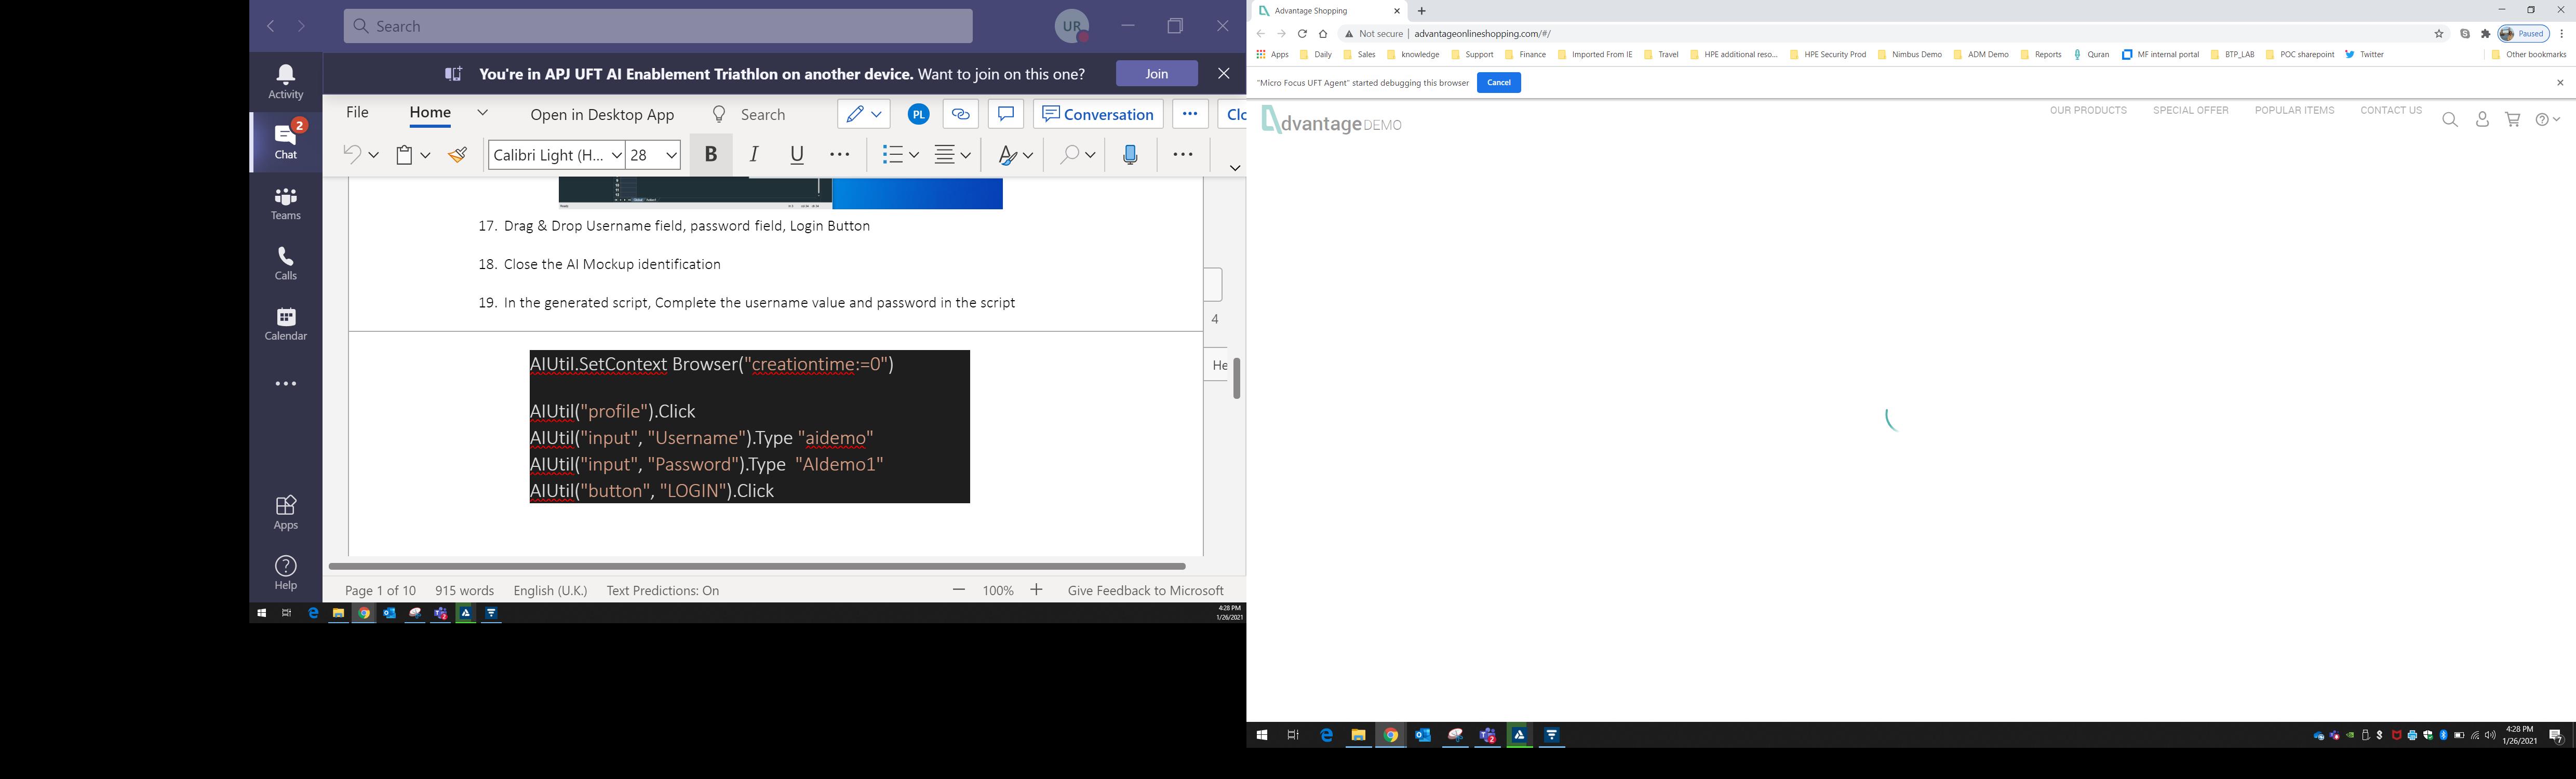 Search
UR
You're in APJ UFT AI Enablement Triathlon on another device. Want to join on this one?
Join
Activity
2
Chat
Teams
Calls
Calendar
Apps
Help
File
Home
Open in Desktop App
Search
PL
Conversation
Clo
Calibri Light (H...
28
B
I
U
17. Drag & Drop Username field, password field, Login Button
18. Close the AI Mockup identification
19. In the generated script, Complete the username value and password in the script
4
He
AIUtil.SetContext Browser("creationtime:=0")
AIUtil("profile").Click
AIUtil("input", "Username").Type "aidemo"
AIUtil("input", "Password").Type  "AIdemo1"
AIUtil("button", "LOGIN").Click
Page 1 of 10
915 words
English (U.K.)
Text Predictions: On
100%
Give Feedback to Microsoft
4:28 PM
1/26/2021
Advantage Shopping
Not secure | advantageonlineshopping.com/#/
Paused
Apps
Daily
Sales
knowledge
Support
Finance
Imported From IE
Travel
HPE additional reso...
HPE Security Prod
Nimbus Demo
ADM Demo
Reports
Quran
MF internal portal
BTP_LAB
POC sharepoint
Twitter
Other bookmarks
"Micro Focus UFT Agent" started debugging this browser
Cancel
dvantage DEMO
OUR PRODUCTS
SPECIAL OFFER
POPULAR ITEMS
CONTACT US
4:28 PM
1/26/2021
7